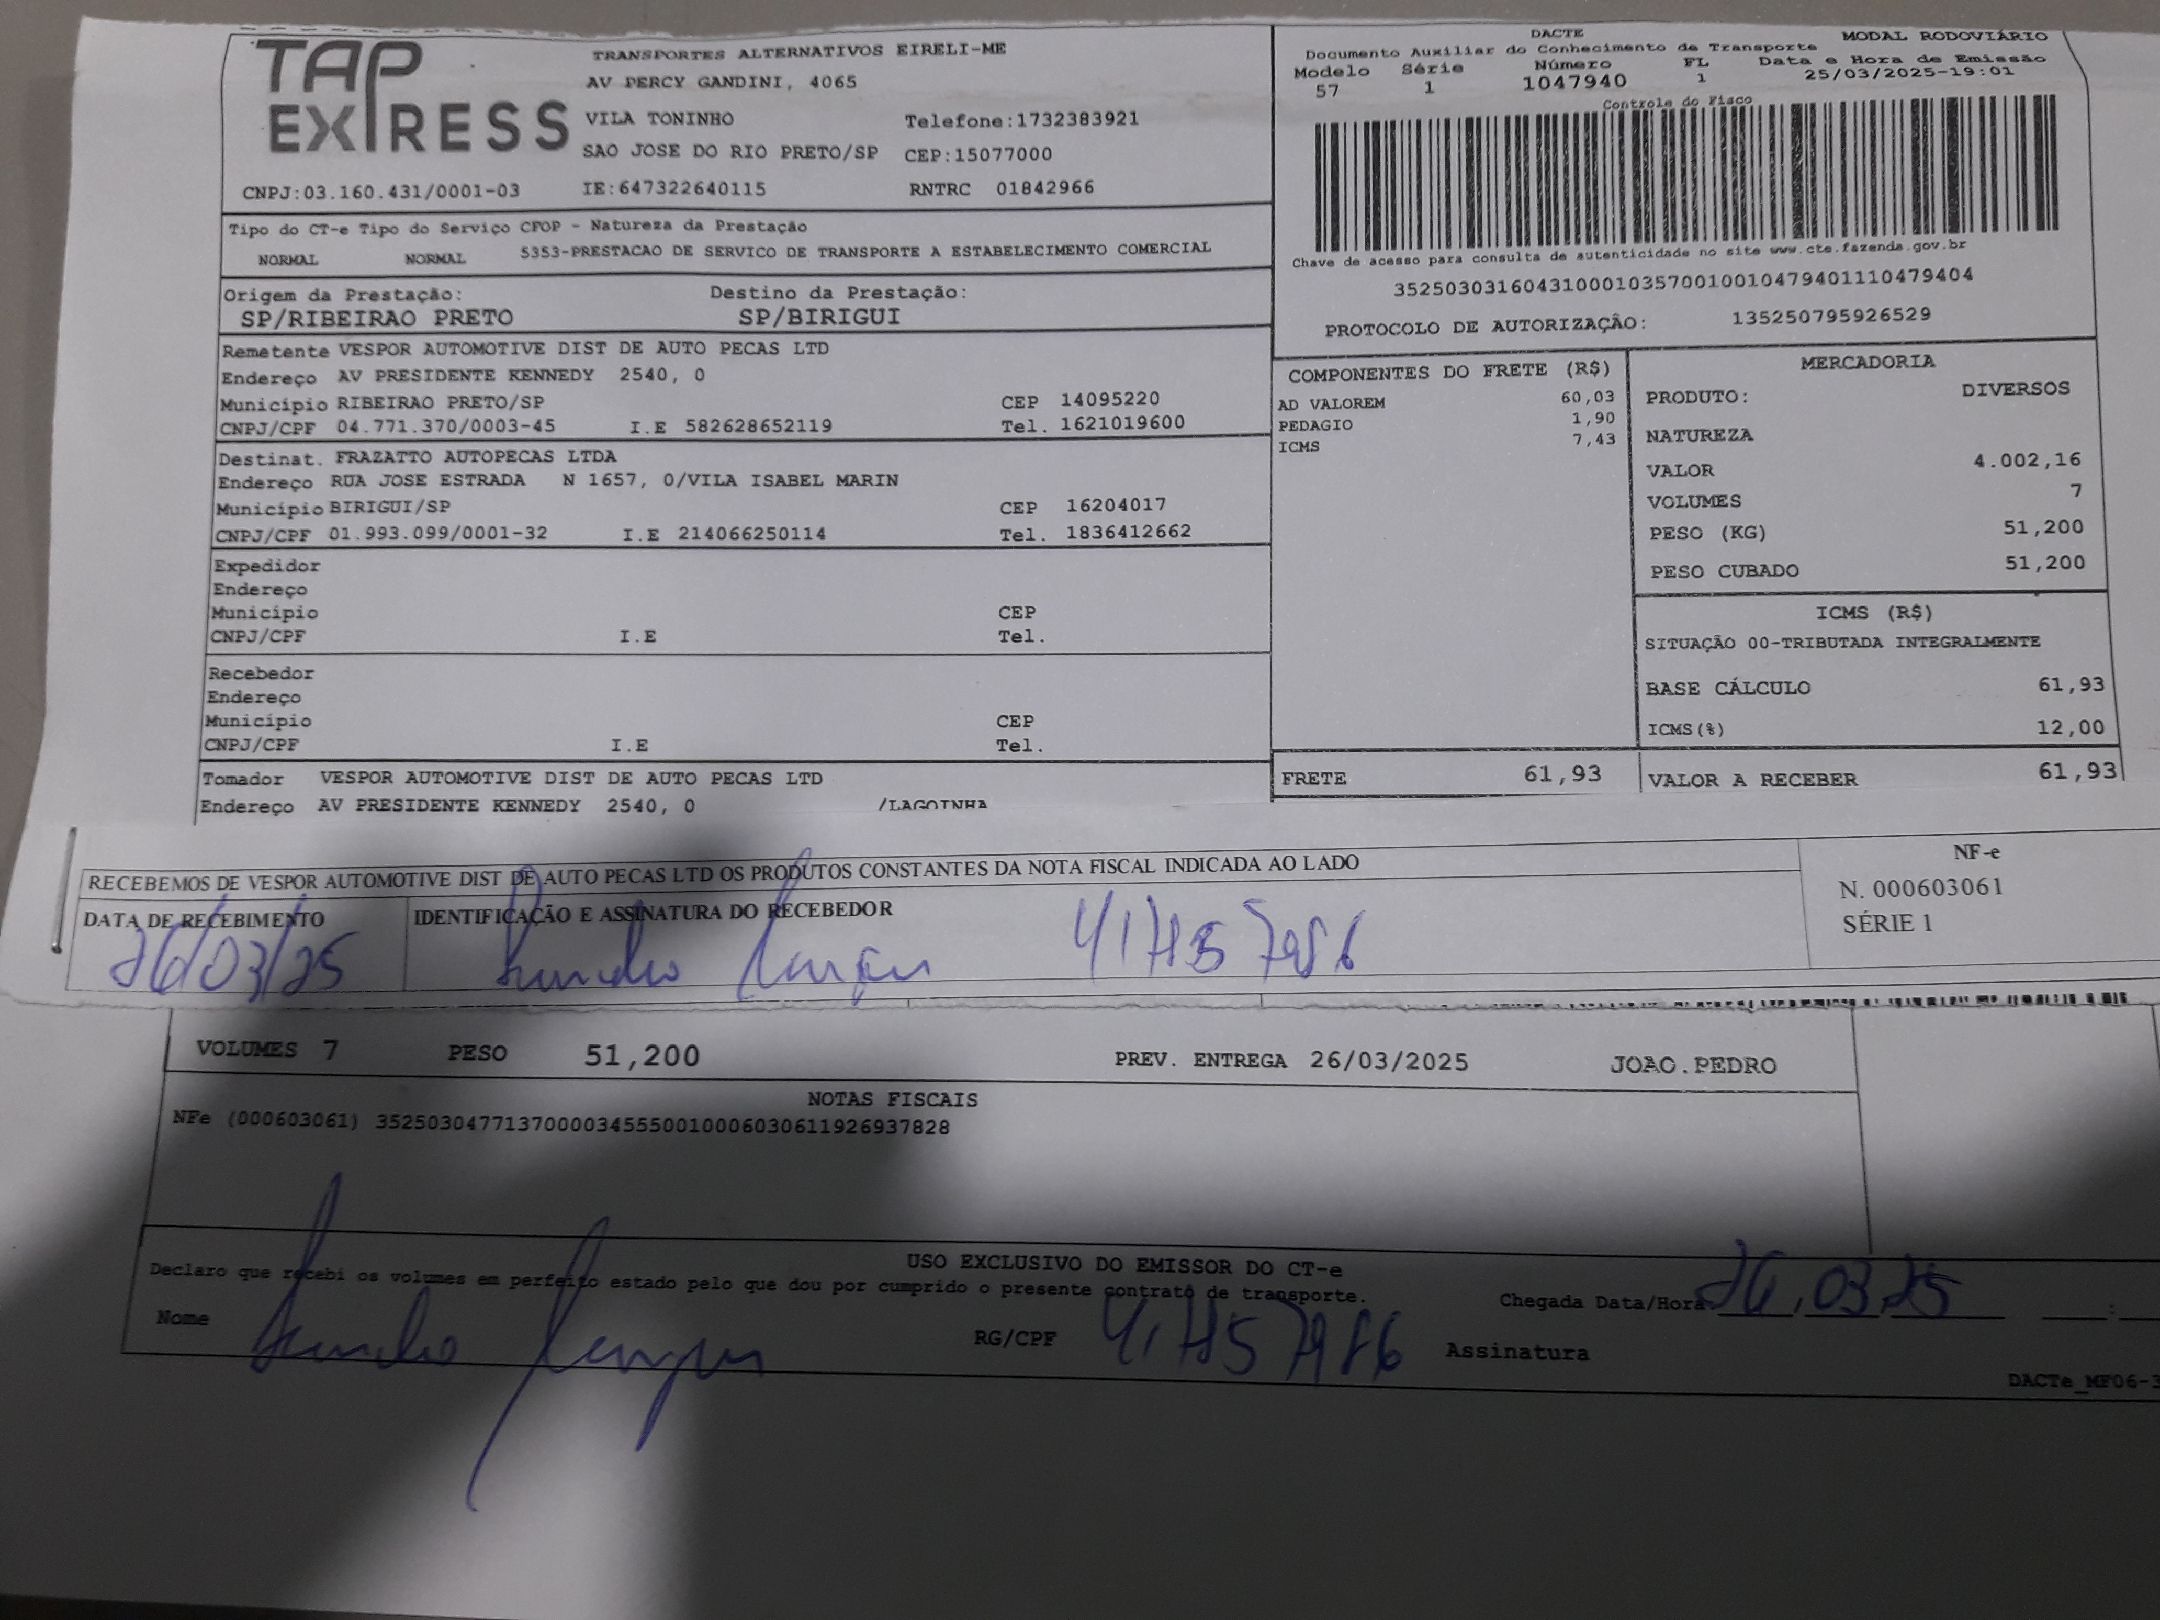 TAP EXPRESS
TRANSPORTES ALTERNATIVOS EIRELI-ME
AV PERCY GANDINI, 4065
VILA TONINHO Telefone:1732383921
SAO JOSE DO RIO PRETO/SP CEP:15077000
CNPJ:03.160.431/0001-03 IE:647322640115 RNTRC 01842966
DACTE MODAL RODOVIÁRIO
Documento Auxiliar do Conhecimento de Transporte
Modelo Série Número FL Data e Hora de Emissão
57 1 1047940 1 25/03/2025-19:01
Controle do Fisco
Chave de acesso para consulta de autenticidade no site www.cte.fazenda.gov.br
35250303160431000103570010010479401110479404
PROTOCOLO DE AUTORIZAÇÃO: 135250795926529
Tipo do CT-e Tipo do Serviço CFOP - Natureza da Prestação
NORMAL NORMAL 5353-PRESTACAO DE SERVICO DE TRANSPORTE A ESTABELECIMENTO COMERCIAL
Origem da Prestação: Destino da Prestação:
SP/RIBEIRAO PRETO SP/BIRIGUI
Remetente VESPOR AUTOMOTIVE DIST DE AUTO PECAS LTD
Endereço AV PRESIDENTE KENNEDY 2540, 0
Município RIBEIRAO PRETO/SP CEP 14095220
CNPJ/CPF 04.771.370/0003-45 I.E 582628652119 Tel. 1621019600
Destinat. FRAZATTO AUTOPECAS LTDA
Endereço RUA JOSE ESTRADA N 1657, 0/VILA ISABEL MARIN
Município BIRIGUI/SP CEP 16204017
CNPJ/CPF 01.993.099/0001-32 I.E 214066250114 Tel. 1836412662
Expedidor
Endereço
Município CEP
CNPJ/CPF I.E Tel.
Recebedor
Endereço
Município CEP
CNPJ/CPF I.E Tel.
Tomador VESPOR AUTOMOTIVE DIST DE AUTO PECAS LTD
Endereço AV PRESIDENTE KENNEDY 2540, 0 /LAGOINHA
COMPONENTES DO FRETE (R$)
AD VALOREM 60,03
PEDAGIO 1,90
ICMS 7,43
FRETE 61,93
MERCADORIA
PRODUTO: DIVERSOS
NATUREZA
VALOR 4.002,16
VOLUMES 7
PESO (KG) 51,200
PESO CUBADO 51,200
ICMS (R$)
SITUAÇÃO 00-TRIBUTADA INTEGRALMENTE
BASE CÁLCULO 61,93
ICMS(%) 12,00
VALOR A RECEBER 61,93
RECEBEMOS DE VESPOR AUTOMOTIVE DIST DE AUTO PECAS LTD OS PRODUTOS CONSTANTES DA NOTA FISCAL INDICADA AO LADO
DATA DE RECEBIMENTO IDENTIFICAÇÃO E ASSINATURA DO RECEBEDOR
26/03/25
NF-e
N. 000603061
SÉRIE 1
VOLUMES 7 PESO 51,200 PREV. ENTREGA 26/03/2025 JOAO.PEDRO
NOTAS FISCAIS
NFe (000603061) 35250304771370000345550010006030611926937828
USO EXCLUSIVO DO EMISSOR DO CT-e
Declaro que recebi os volumes em perfeito estado pelo que dou por cumprido o presente contrato de transporte.
Nome RG/CPF Assinatura
Chegada Data/Hora 26,03,25 :
DACTe_MF06-3